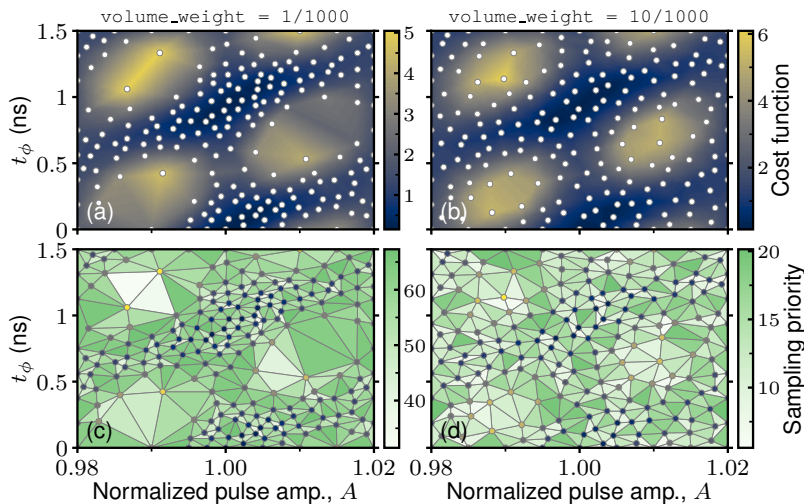 volume_weight = 1/1000
volume_weight = 10/1000
1.5
1
0.5
0
t_ϕ (ns)
(a)
5
4
3
2
1
(b)
6
4
2
Cost function
1.5
1
0.5
0
t_ϕ (ns)
(c)
60
50
40
(d)
20
15
10
Sampling priority
0.98
1.00
1.02
0.98
1.00
1.02
Normalized pulse amp., A
Normalized pulse amp., A